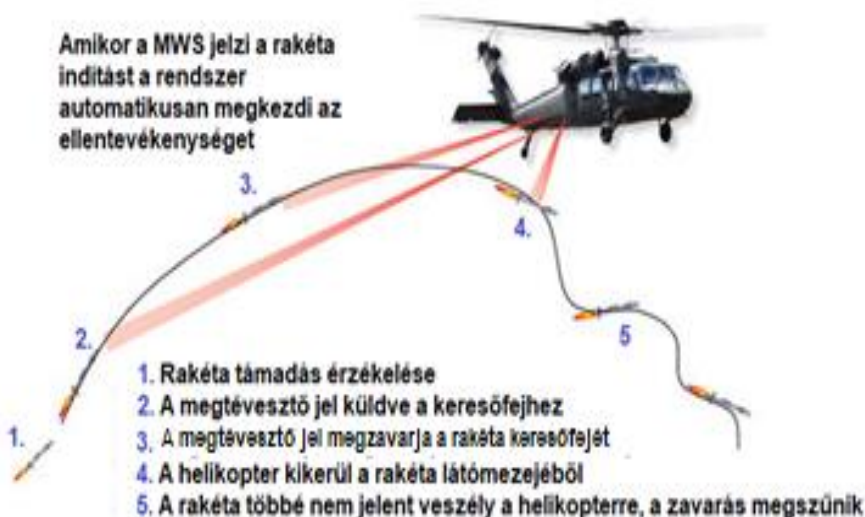 Amikor a MWS jelzi a rakéta
indítást a rendszer
automatikusan megkezdi az
ellentevékenységet
3.
4.
2.
5
1.
1. Rakéta támadás érzékelése
2. A megtévesztő jel küldve a keresőfejhez
3. A megtévesztő jel megzavarja a rakéta keresőfejét
4. A helikopter kikerül a rakéta látómezejéből
5. A rakéta többé nem jelent veszély a helikopterre, a zavarás megszűnik